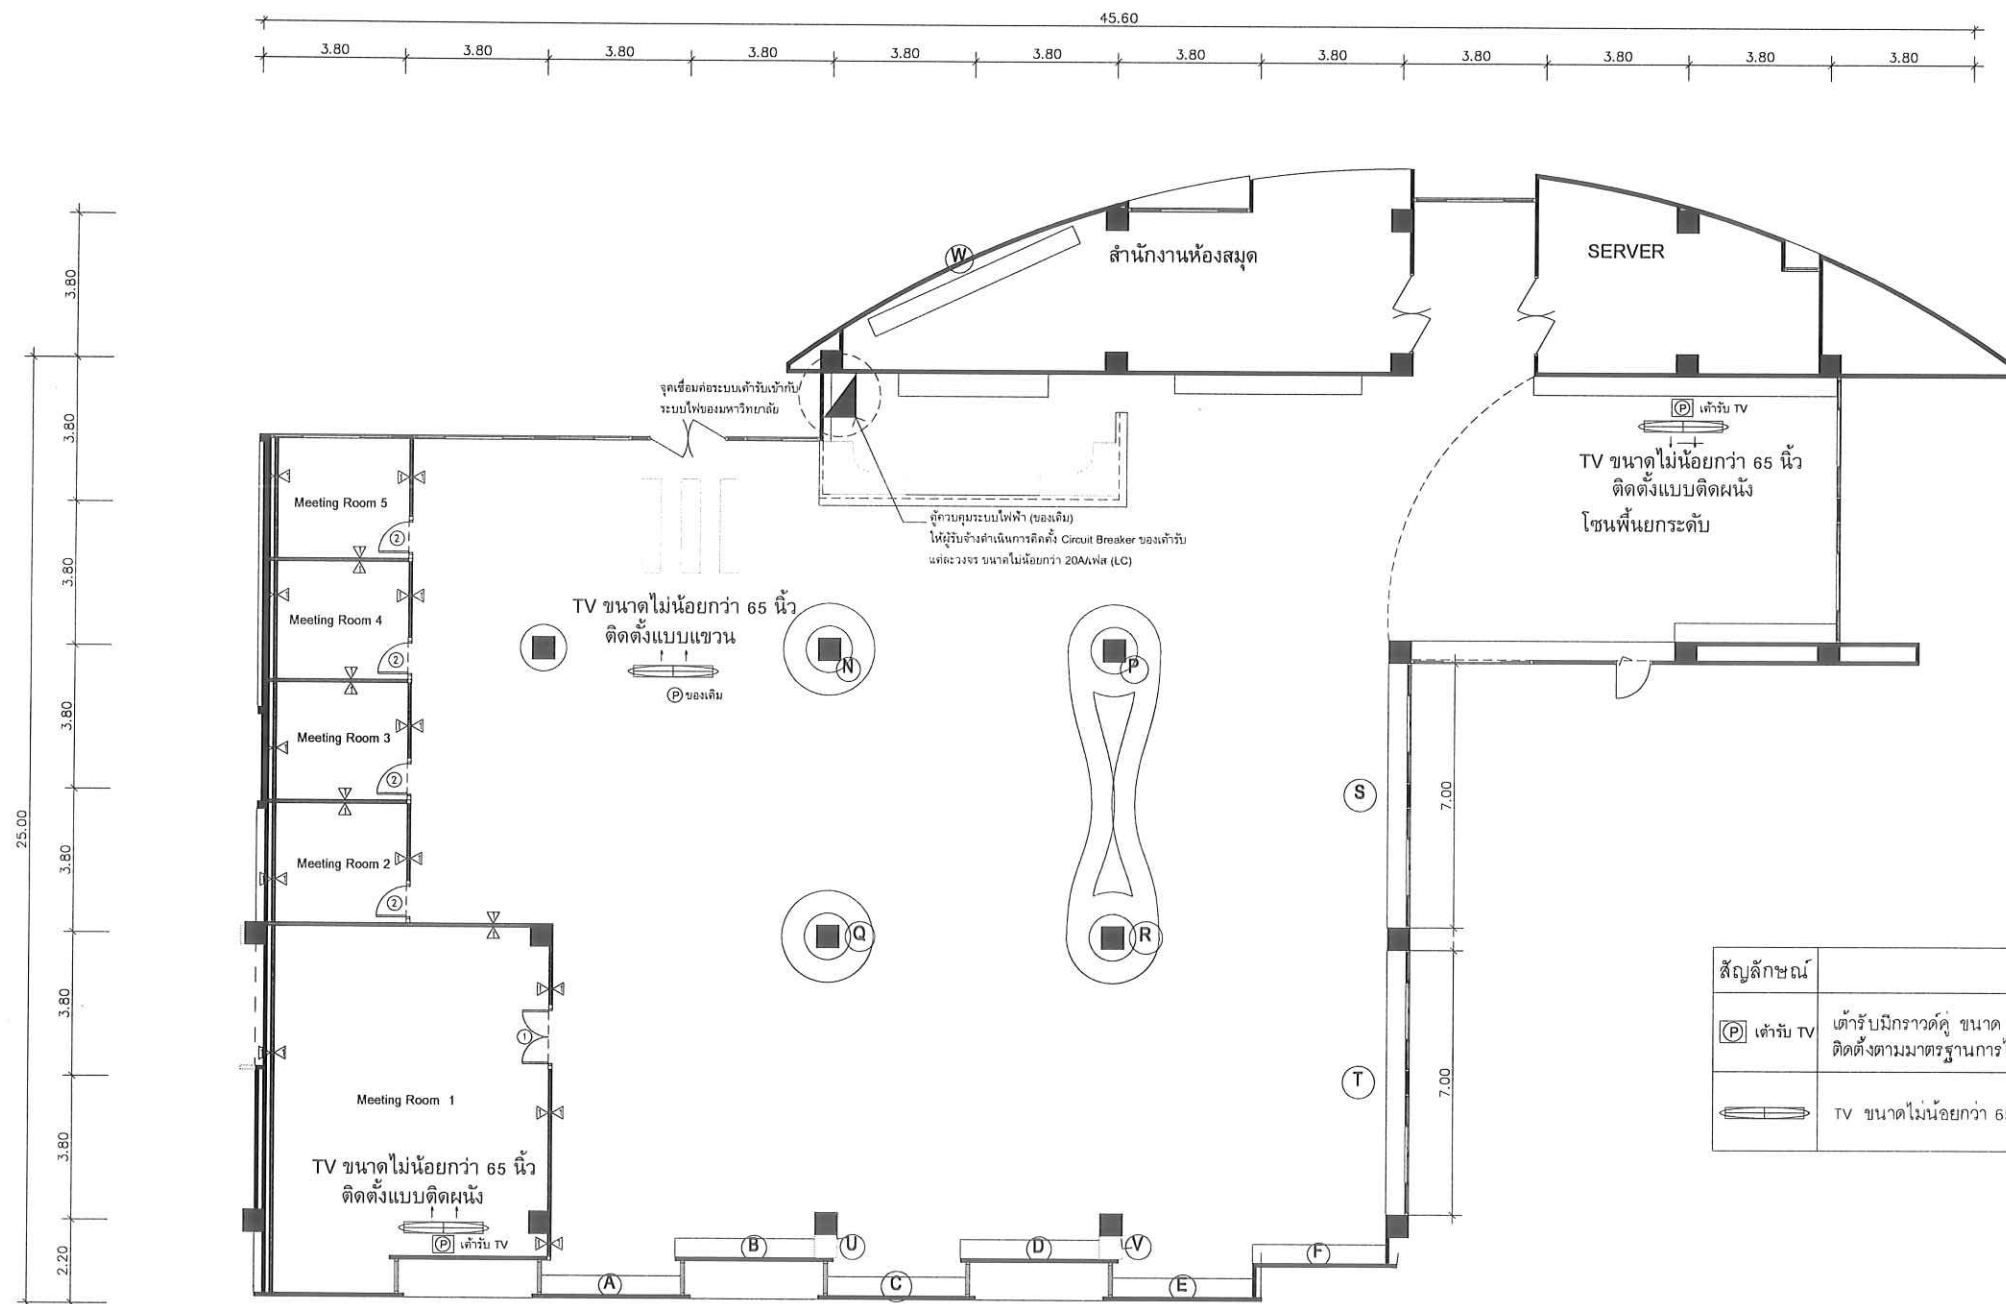 45.60
3.80 3.80 3.80 3.80 3.80 3.80 3.80 3.80 3.80 3.80 3.80 3.80
W
สำนักงานห้องสมุด
SERVER
3.80
3.80
3.80
3.80
3.80
3.80
3.80
2.20
25.00
จุดเชื่อมต่อระบบเต้ารับเข้ากับ
ระบบไฟของมหาวิทยาลัย
P เต้ารับ TV
TV ขนาดไม่น้อยกว่า 65 นิ้ว
ติดตั้งแบบติดผนัง
โซนพื้นยกระดับ
ตู้ควบคุมระบบไฟฟ้า (ของเดิม)
ให้ผู้รับจ้างดำเนินการติดตั้ง Circuit Breaker ของเต้ารับ
แต่ละวงจร ขนาดไม่น้อยกว่า 20A/เฟส (LC)
Meeting Room 5
2
Meeting Room 4
2
Meeting Room 3
2
Meeting Room 2
2
TV ขนาดไม่น้อยกว่า 65 นิ้ว
ติดตั้งแบบแขวน
P ของเดิม
N
P
S
7.00
Q
R
T
7.00
1
Meeting Room 1
TV ขนาดไม่น้อยกว่า 65 นิ้ว
ติดตั้งแบบติดผนัง
P เต้ารับ TV
A
B
U
C
D
V
E
F
สัญลักษณ์
P เต้ารับ TV
เต้ารับมีกราวด์คู่ ขนาด
ติดตั้งตามมาตรฐานการไ
TV ขนาดไม่น้อยกว่า 65